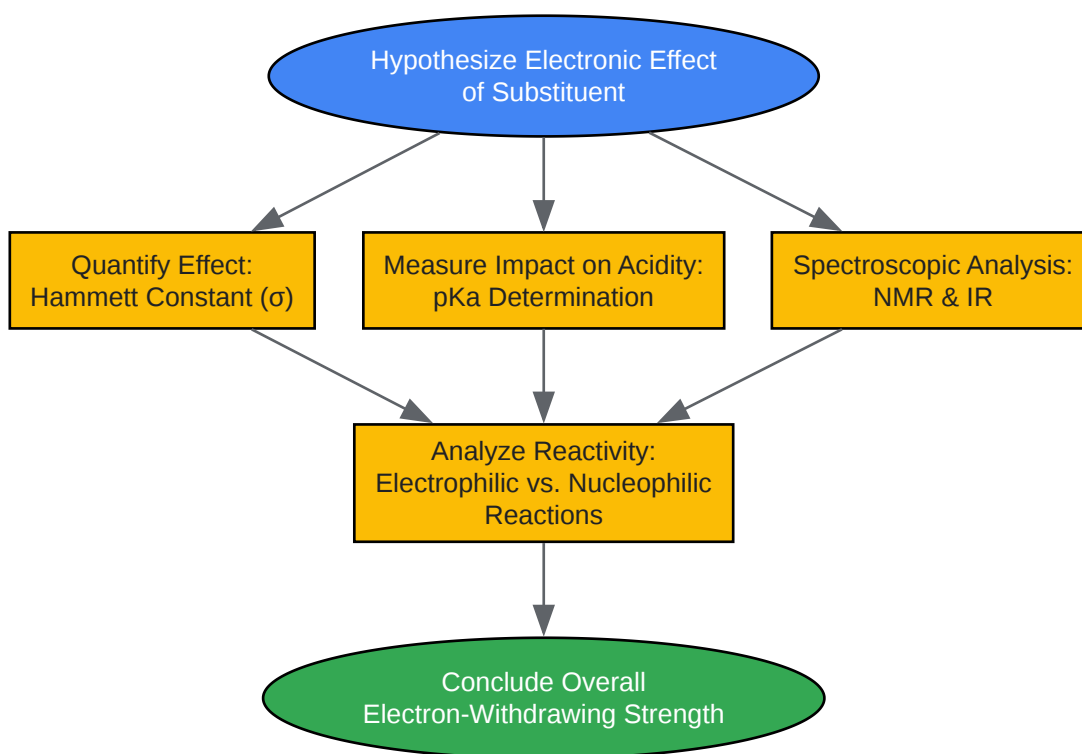 Hypothesize Electronic Effect
of Substituent
Quantify Effect:
Hammett Constant (σ)
Measure Impact on Acidity:
pKa Determination
Spectroscopic Analysis:
NMR & IR
Analyze Reactivity:
Electrophilic vs. Nucleophilic
Reactions
Conclude Overall
Electron-Withdrawing Strength